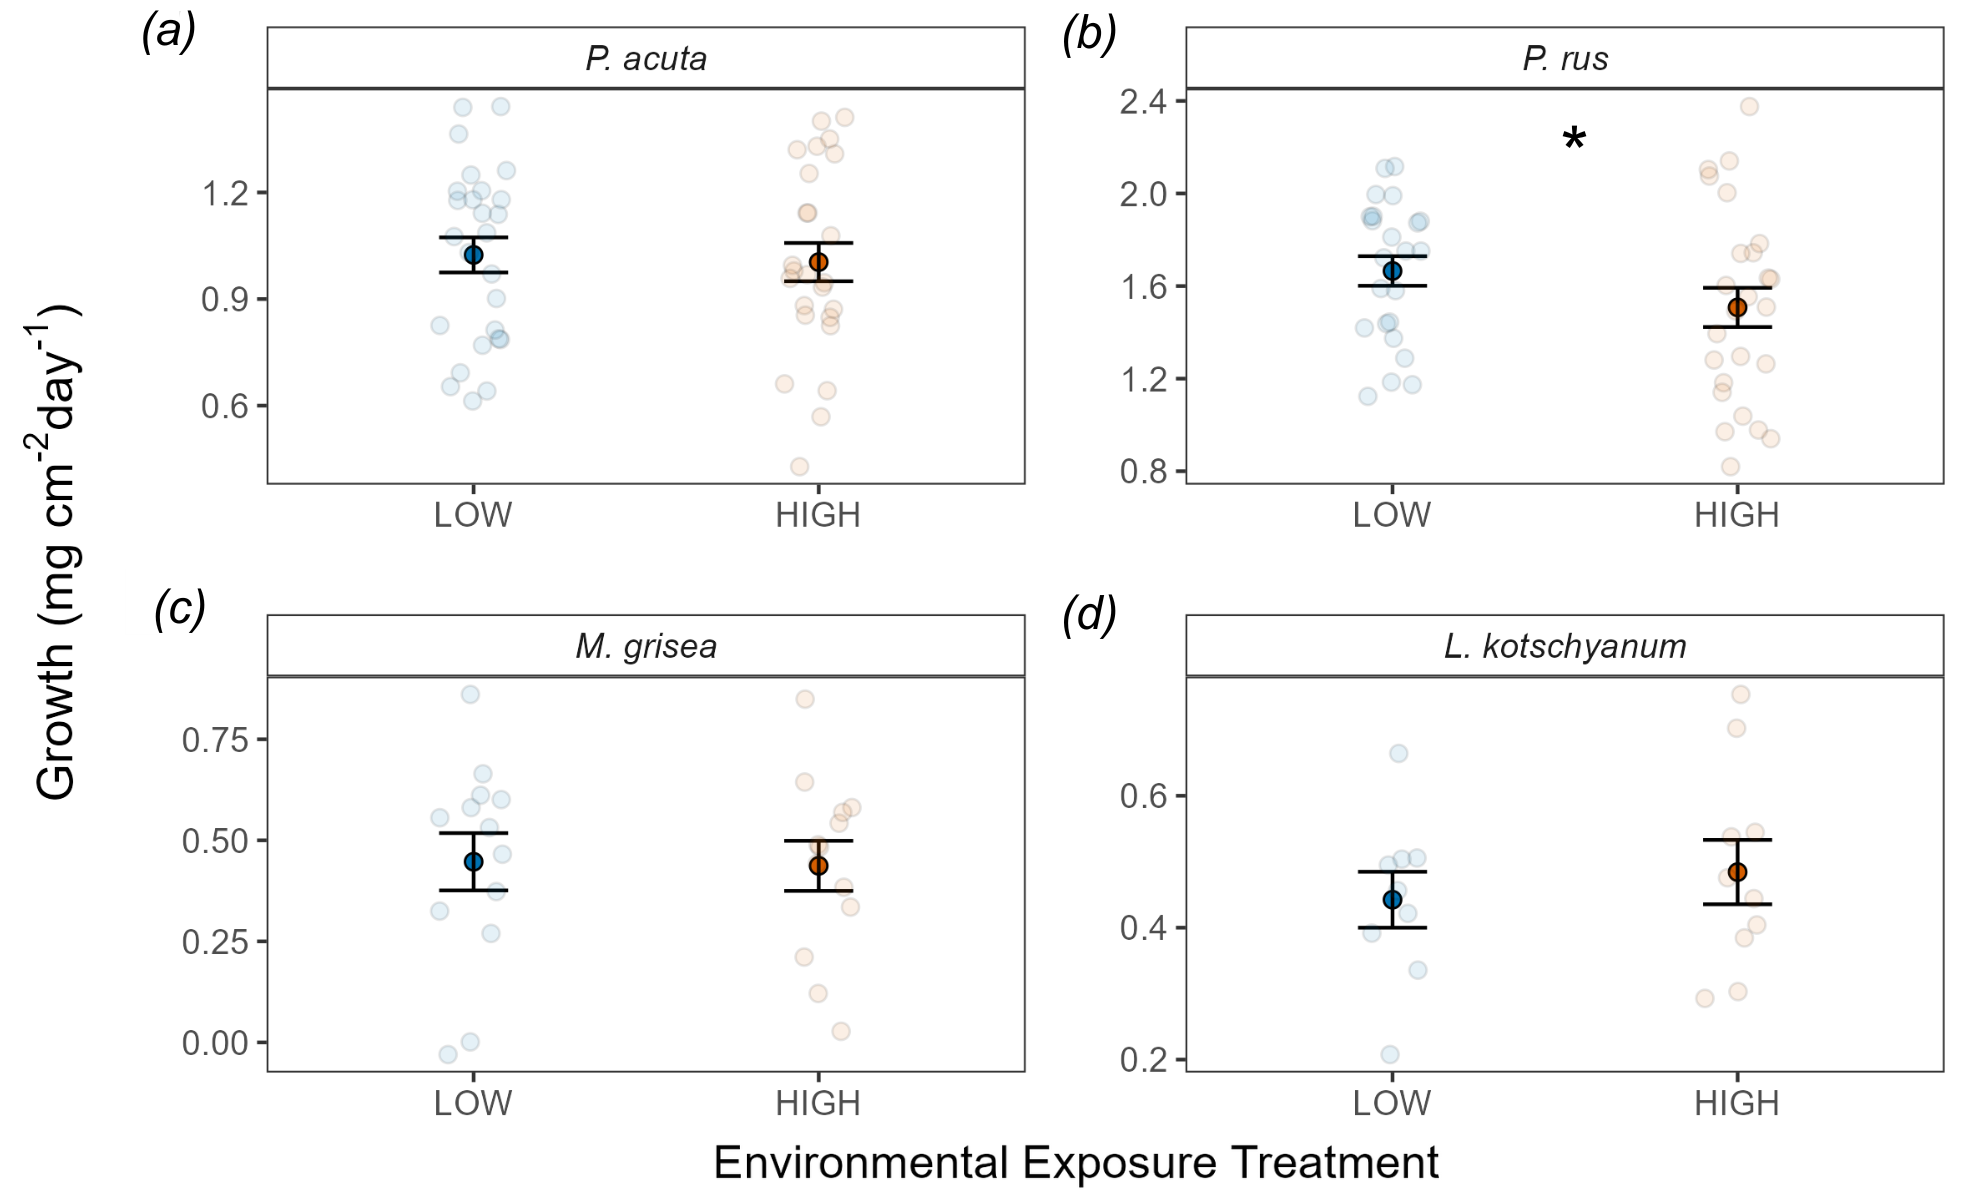 (a)
P. acuta
1.2
0.9
0.6
LOW HIGH
(b)
P. rus
*
2.4
2.0
1.6
1.2
0.8
LOW HIGH
(c)
M. grisea
0.75
0.50
0.25
0.00
LOW HIGH
(d)
L. kotschyanum
0.6
0.4
0.2
LOW HIGH
Growth (mg cm⁻² day⁻¹)
Environmental Exposure Treatment